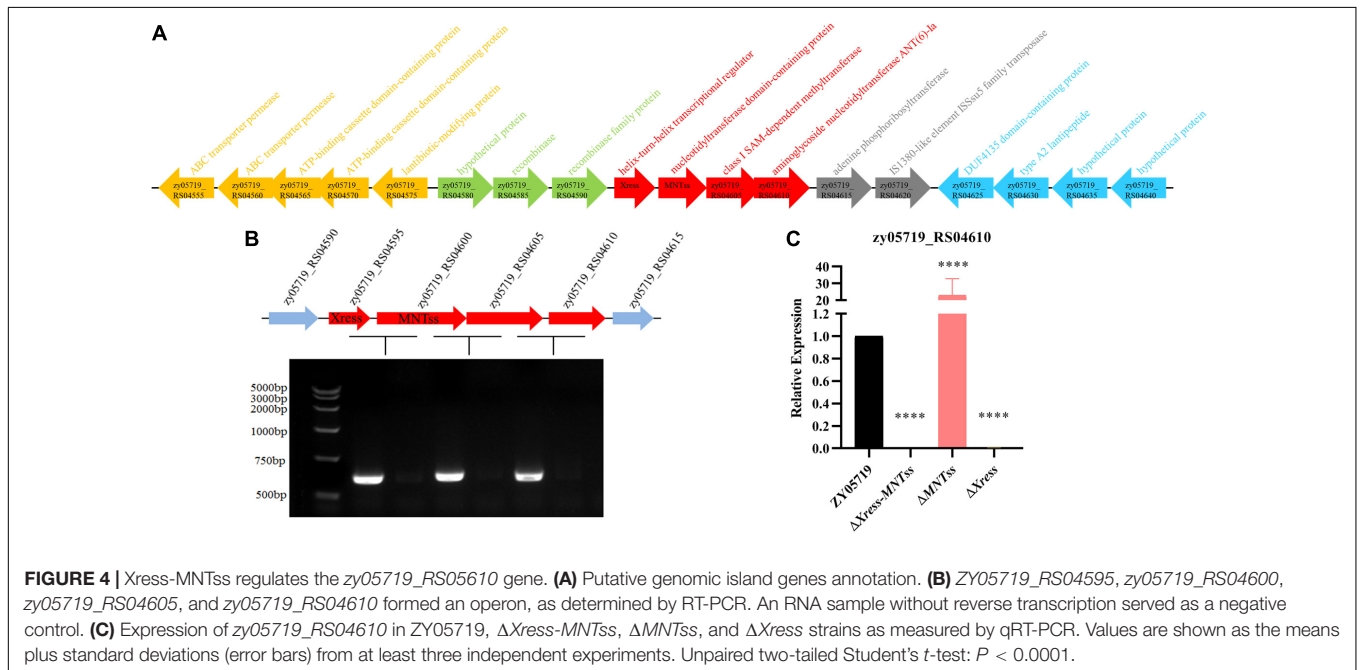 A
ABC transporter permease
ABC transporter permease
ATP-binding cassette domain-containing protein
ATP-binding cassette domain-containing protein
lantibiotic-modifying protein
hypothetical protein
recombinase
recombinase family protein
helix-turn-helix transcriptional regulator
nucleotidyltransferase domain-containing protein
class I SAM-dependent methyltransferase
aminoglycoside nucleotidyltransferase ANT(6)-Ia
adenine phosphoribosyltransferase
IS1380-like element ISSsu5 family transposase
DUF4135 domain-containing protein
type A2 lantipeptide
hypothetical protein
hypothetical protein
zy05719_
RS04555
zy05719_
RS04560
zy05719_
RS04565
zy05719_
RS04570
zy05719_
RS04575
zy05719_
RS04580
zy05719_
RS04585
zy05719_
RS04590
Xress
MNTss
zy05719_
RS04605
zy05719_
RS04610
zy05719_
RS04615
zy05719_
RS04620
zy05719_
RS04625
zy05719_
RS04630
zy05719_
RS04635
zy05719_
RS04640
B
zy05719_RS04590
zy05719_RS04595
zy05719_RS04600
zy05719_RS04605
zy05719_RS04610
zy05719_RS04615
Xress
MNTss
5000bp
3000bp
2000bp
1000bp
750bp
500bp
C
zy05719_RS04610
Relative Expression
40
30
20
1.2
1.0
0.8
0.6
0.4
0.2
0.0
****
****
****
ZY05719
ΔXress-MNTss
ΔMNTss
ΔXress
FIGURE 4 | Xress-MNTss regulates the zy05719_RS05610 gene. (A) Putative genomic island genes annotation. (B) ZY05719_RS04595, zy05719_RS04600,
zy05719_RS04605, and zy05719_RS04610 formed an operon, as determined by RT-PCR. An RNA sample without reverse transcription served as a negative
control. (C) Expression of zy05719_RS04610 in ZY05719, ΔXress-MNTss, ΔMNTss, and ΔXress strains as measured by qRT-PCR. Values are shown as the means
plus standard deviations (error bars) from at least three independent experiments. Unpaired two-tailed Student's t-test: P < 0.0001.